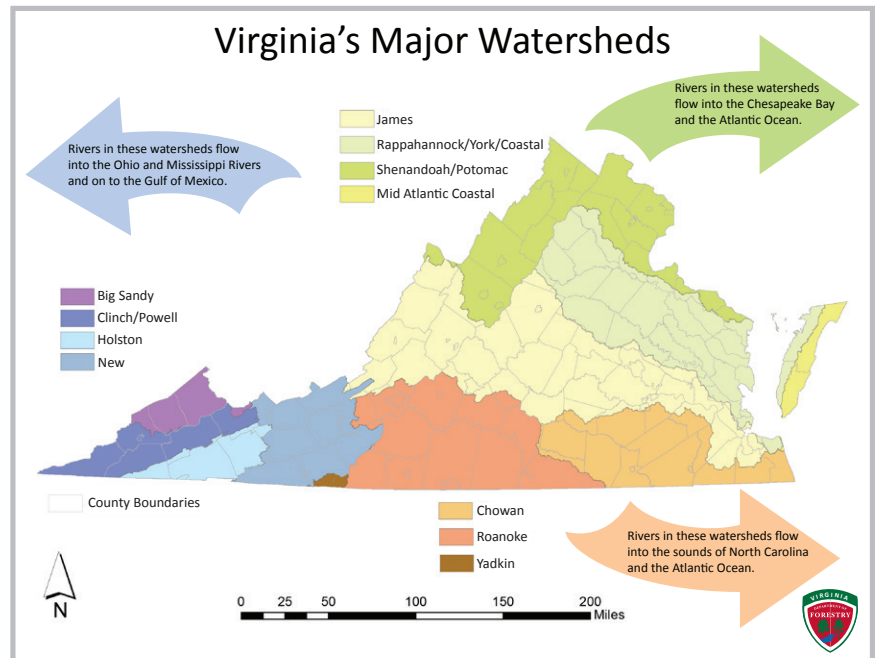 Virginia's Major Watersheds
Rivers in these watersheds
flow into the Chesapeake Bay
and the Atlantic Ocean.
Rivers in these watersheds flow
into the Ohio and Mississippi Rivers
and on to the Gulf of Mexico.
James
Rappahannock/York/Coastal
Shenandoah/Potomac
Mid Atlantic Coastal
Big Sandy
Clinch/Powell
Holston
New
County Boundaries
Chowan
Roanoke
Yadkin
Rivers in these watersheds flow
into the sounds of North Carolina
and the Atlantic Ocean.
N
0 25 50 100 150 200
Miles
VIRGINIA
DEPARTMENT OF
FORESTRY